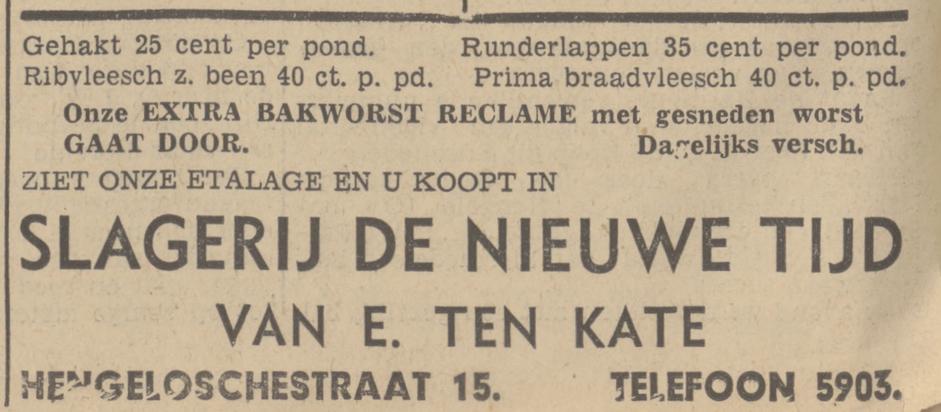 Gehakt 25 cent per pond. Runderlappen 35 cent per pond.
Ribvleesch z. been 40 ct. p. pd. Prima braadvleesch 40 ct. p. pd.
Onze EXTRA BAKWORST RECLAME met gesneden worst
GAAT DOOR. Dagelijks versch.
ZIET ONZE ETALAGE EN U KOOPT IN
SLAGERIJ DE NIEUWE TIJD
VAN E. TEN KATE
HENGELOSCHESTRAAT 15. TELEFOON 5903.